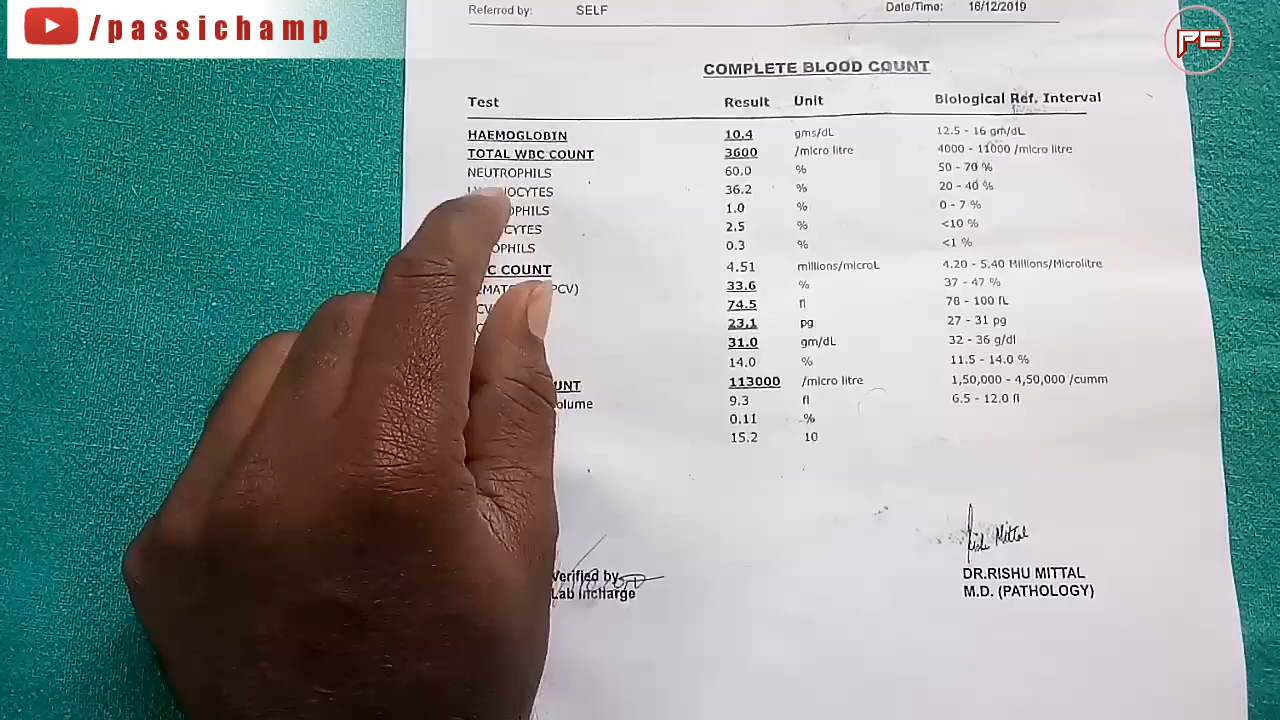 /passichamp
PC
Referred by: SELF Date/Time: 16/12/2019
COMPLETE BLOOD COUNT
Test Result Unit Biological Ref. Interval
HAEMOGLOBIN 10.4 gms/dL 12.5 - 16 gm/dL
TOTAL WBC COUNT 3600 /micro litre 4000 - 11000 /micro litre
NEUTROPHILS 60.0 % 50 - 70 %
36.2 % 20 - 40 %
1.0 % 0 - 7 %
2.5 % <10 %
0.3 % <1 %
COUNT 4.51 millions/microL 4.20 - 5.40 Millions/Microlitre
33.6 % 37 - 47 %
74.5 fl 78 - 100 fL
23.1 pg 27 - 31 pg
31.0 gm/dL 32 - 36 g/dl
14.0 % 11.5 - 14.0 %
113000 /micro litre 1,50,000 - 4,50,000 /cumm
9.3 fl 6.5 - 12.0 fl
0.11 %
15.2 10
Verified by
Lab Incharge
Mittal
DR.RISHU MITTAL
M.D. (PATHOLOGY)